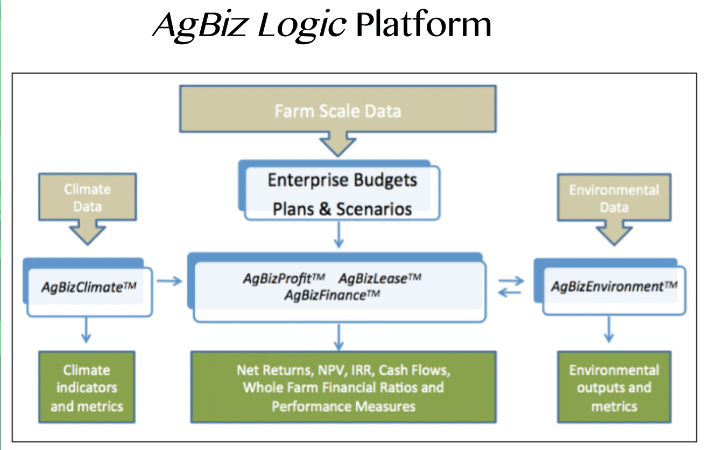 AgBiz Logic Platform
Farm Scale Data
Enterprise Budgets
Plans & Scenarios
Climate
Data
Environmental
Data
AgBizClimate™
AgBizProfit™ AgBizLease™
AgBizFinance™
AgBizEnvironment™
Climate
indicators
and metrics
Net Returns, NPV, IRR, Cash Flows,
Whole Farm Financial Ratios and
Performance Measures
Environmental
outputs and
metrics